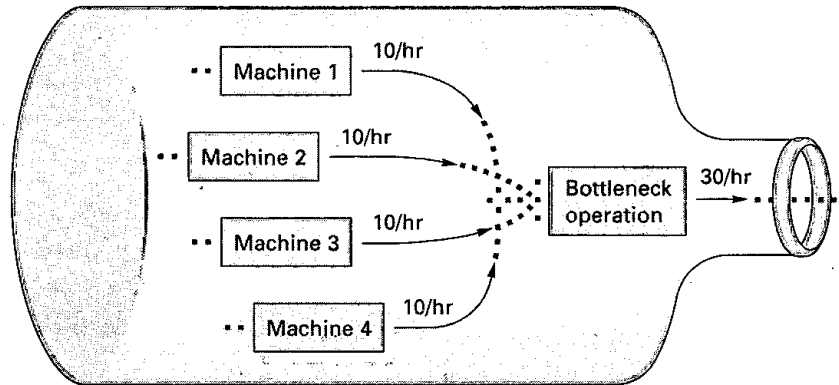 10/hr
Machine 1
10/hr
Machine 2
Bottleneck
operation
30/hr
10/hr
Machine 3
10/hr
Machine 4